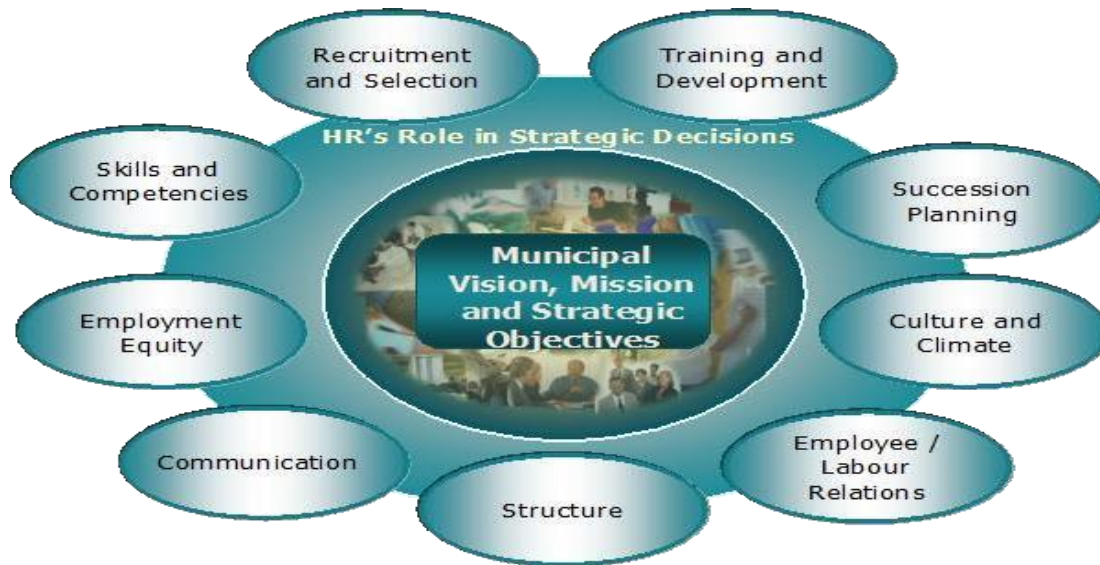 Recruitment
and Selection
Training and
Development
HR's Role in Strategic Decisions
Skills and
Competencies
Succession
Planning
Municipal
Vision, Mission
and Strategic
Objectives
Employment
Equity
Culture and
Climate
Communication
Employee /
Labour
Relations
Structure